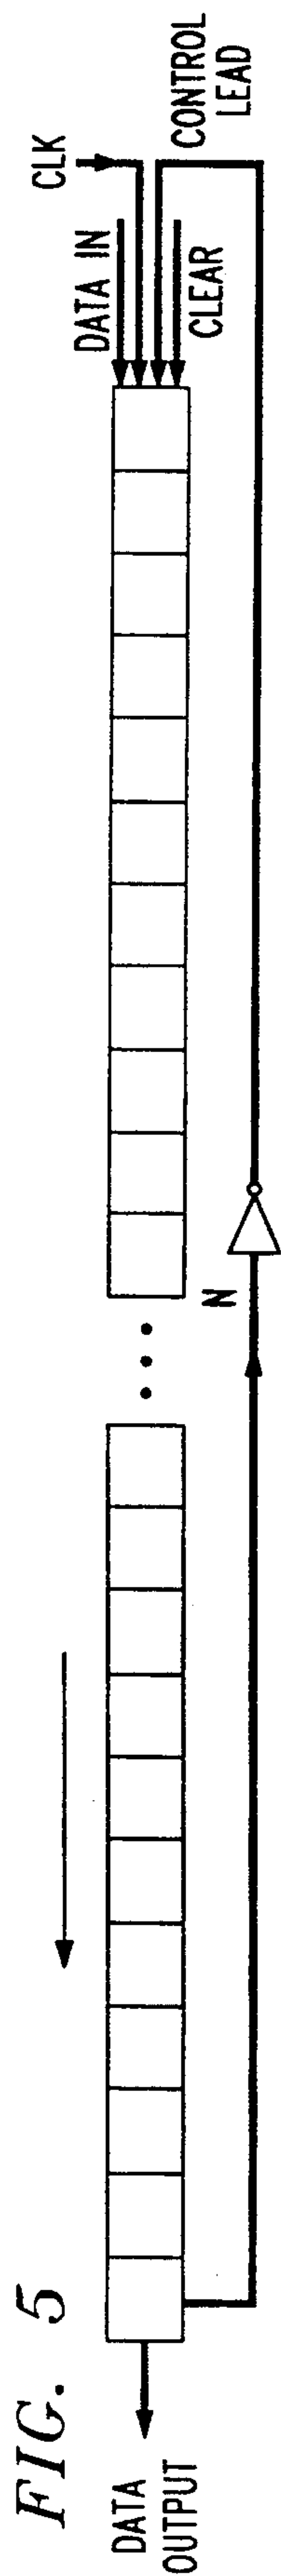 FIG. 5
DATA
OUTPUT
N
DATA IN
CLK
CLEAR
CONTROL
LEAD